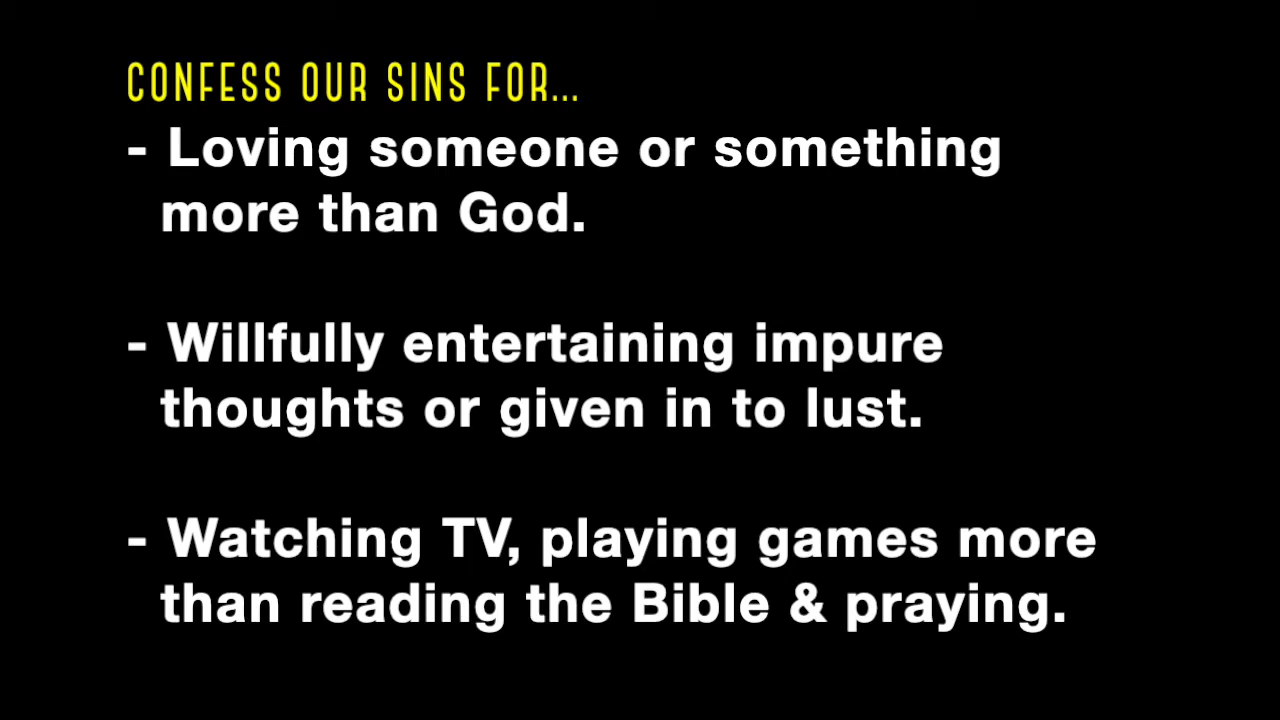 CONFESS OUR SINS FOR...
- Loving someone or something
more than God.
- Willfully entertaining impure
thoughts or given in to lust.
- Watching TV, playing games more
than reading the Bible & praying.